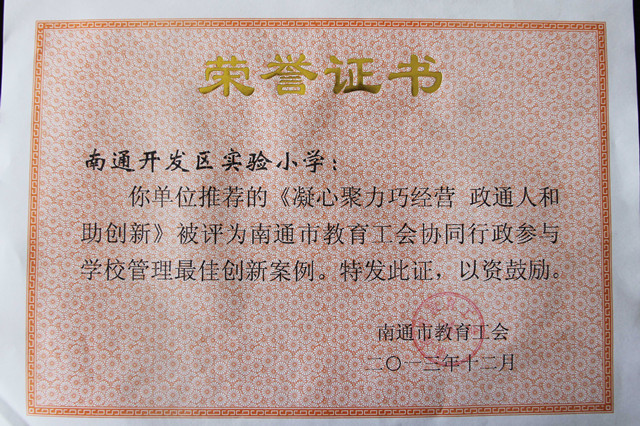 荣誉证书
南通开发区实验小学：
你单位推荐的《凝心聚力巧经营 政通人和
助创新》被评为南通市教育工会协同行政参与
学校管理最佳创新案例。特发此证，以资鼓励。
南通市教育工会
二〇一三年十二月